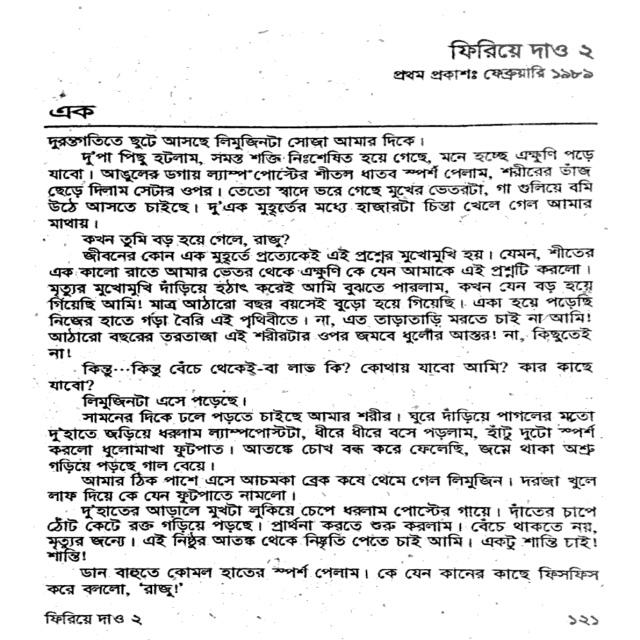 ফিরিয়ে দাও ২
প্রথম প্রকাশঃ ফেব্রুয়ারি ১৯৮৯
এক
দুরন্তগতিতে ছুটে আসছে লিমুজিনটা সোজা আমার দিকে।
দু'পা পিছু হটলাম, সমস্ত শক্তি নিঃশেষিত হয়ে গেছে, মনে হচ্ছে এক্ষুণি পড়ে
যাবো। আঙুলের ডগায় ল্যাম্পপোস্টের শীতল ধাতব স্পর্শ পেলাম, শরীরের ভাঁজ
ছেড়ে দিলাম সেটার ওপর। তেতো স্বাদে ভরে গেছে মুখের ভেতরটা, গা গুলিয়ে বমি
উঠে আসতে চাইছে। দু'এক মুহূর্তের মধ্যে হাজারটা চিন্তা খেলে গেল আমার
মাথায়।
কখন তুমি বড় হয়ে গেলে, রাজু?
জীবনের কোন এক মুহূর্তে প্রত্যেকেই এই প্রশ্নের মুখোমুখি হয়। যেমন, শীতের
এক কালো রাতে আমার ভেতর থেকে এক্ষুণি কে যেন আমাকে এই প্রশ্নটি করলো।
মৃত্যুর মুখোমুখি দাঁড়িয়ে হঠাৎ করেই আমি বুঝতে পারলাম, কখন যেন বড় হয়ে
গিয়েছি আমি! মাত্র আঠারো বছর বয়সেই বুড়ো হয়ে গিয়েছি। একা হয়ে পড়েছি
নিজের হাতে গড়া বৈরি এই পৃথিবীতে। না, এত তাড়াতাড়ি মরতে চাই না আমি!
আঠারো বছরের তরতাজা এই শরীরটার ওপর জমবে ধুলোর আস্তর! না, কিছুতেই
না!
কিন্তু...কিন্তু বেঁচে থেকেই-বা লাভ কি? কোথায় যাবো আমি? কার কাছে
যাবো?
লিমুজিনটা এসে পড়েছে।
সামনের দিকে ঢলে পড়তে চাইছে আমার শরীর। ঘুরে দাঁড়িয়ে পাগলের মতো
দু'হাতে জড়িয়ে ধরলাম ল্যাম্পপোস্টটা, ধীরে ধীরে বসে পড়লাম, হাঁটু দুটো স্পর্শ
করলো ধুলোমাখা ফুটপাত। আতঙ্কে চোখ বন্ধ করে ফেলেছি, জমে থাকা অশ্রু
গড়িয়ে পড়ছে গাল বেয়ে।
আমার ঠিক পাশে এসে আচমকা ব্রেক কষে থেমে গেল লিমুজিন। দরজা খুলে
লাফ দিয়ে কে যেন ফুটপাতে নামলো।
দু'হাতের আড়ালে মুখটা লুকিয়ে চেপে ধরলাম পোস্টের গায়ে। দাঁতের চাপে
ঠোঁট কেটে রক্ত গড়িয়ে পড়ছে। প্রার্থনা করতে শুরু করলাম। বেঁচে থাকতে নয়,
মৃত্যুর জন্যে। এই নিষ্ঠুর আতঙ্ক থেকে নিষ্কৃতি পেতে চাই আমি। একটু শান্তি চাই!
শান্তি!
ডান বাহুতে কোমল হাতের স্পর্শ পেলাম। কে যেন কানের কাছে ফিসফিস
করে বললো, 'রাজু!'
ফিরিয়ে দাও ২
১২১